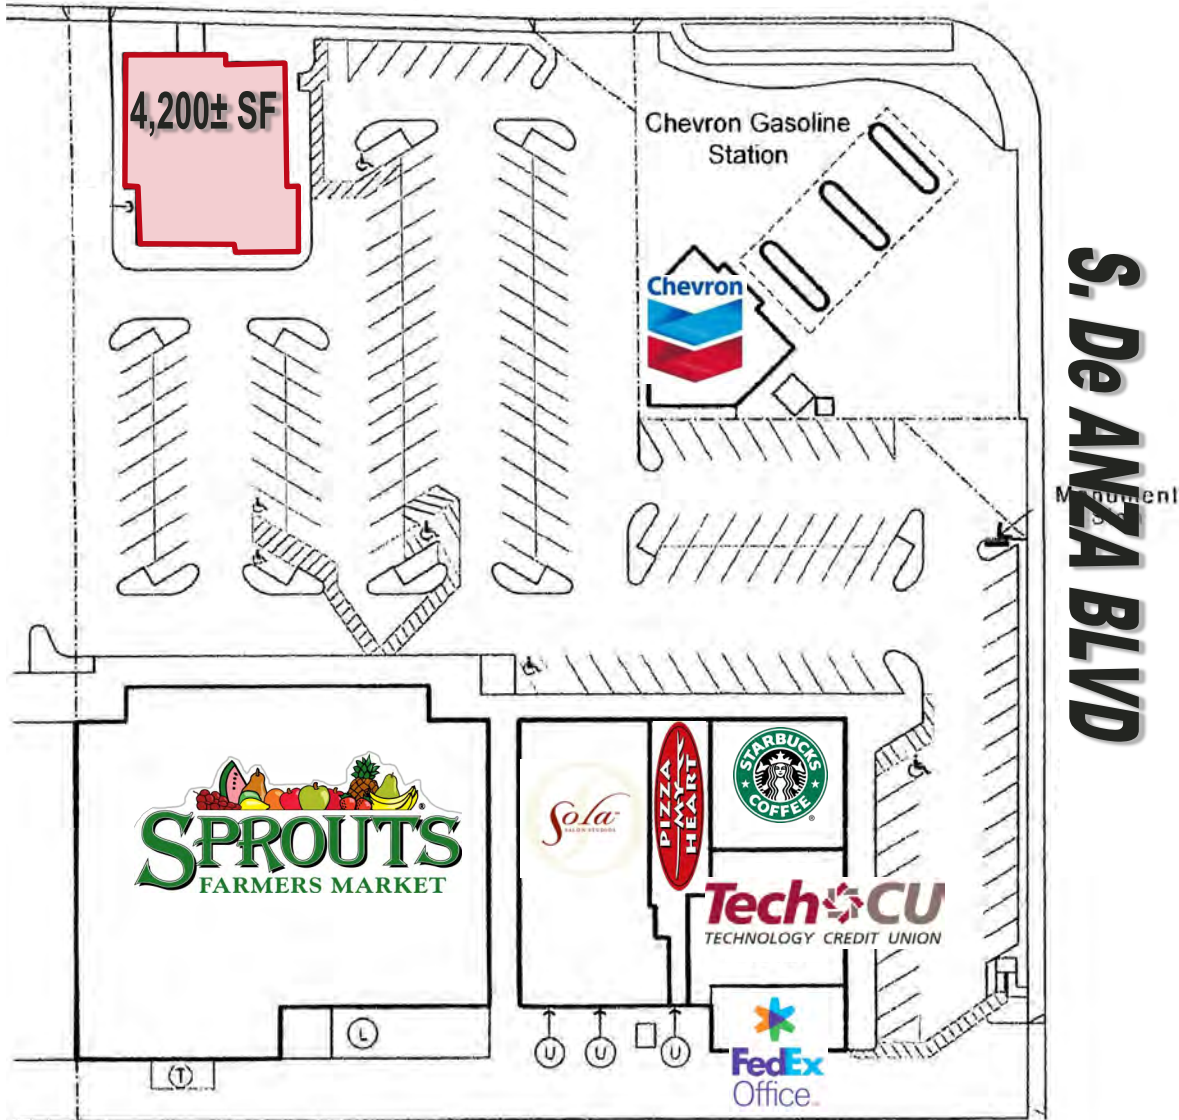 4,200± SF
Chevron Gasoline
Station
Chevron
S. De ANZA BLVD
Monument
SPROUTS
FARMERS MARKET
Sola
SALON STUDIOS
PIZZA
MY
HEART
STARBUCKS
COFFEE
Tech CU
TECHNOLOGY CREDIT UNION
L
T
U
U
U
FedEx
Office